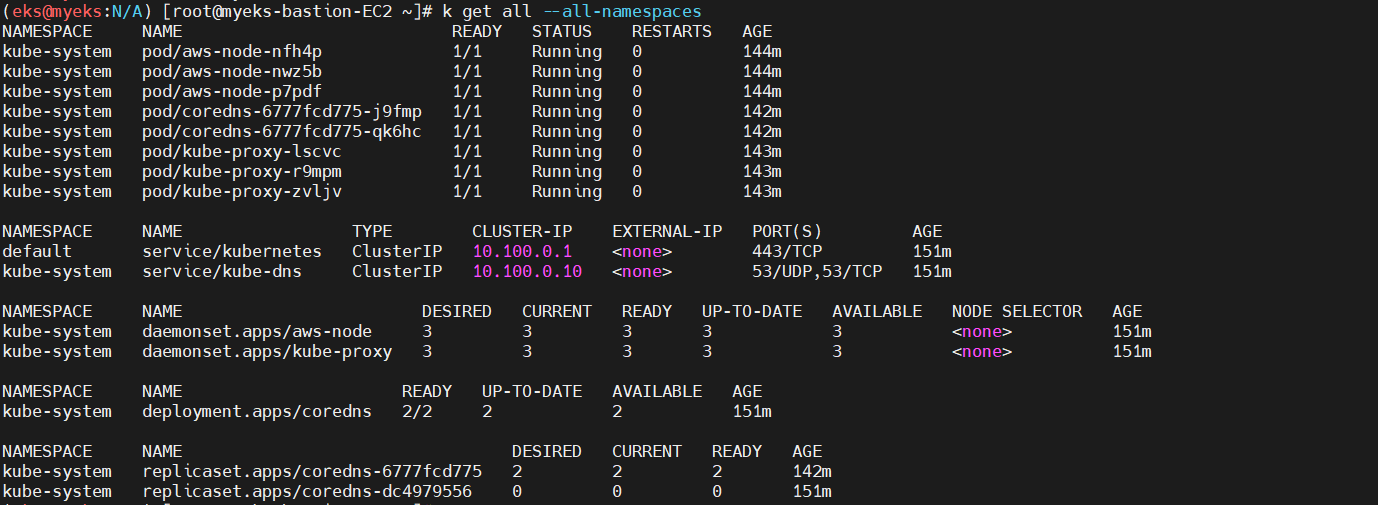 (eks@myeks:N/A) [root@myeks-bastion-EC2 ~]# k get all --all-namespaces
NAMESPACE NAME READY STATUS RESTARTS AGE
kube-system pod/aws-node-nfh4p 1/1 Running 0 144m
kube-system pod/aws-node-nwz5b 1/1 Running 0 144m
kube-system pod/aws-node-p7pdf 1/1 Running 0 144m
kube-system pod/coredns-6777fcd775-j9fmp 1/1 Running 0 142m
kube-system pod/coredns-6777fcd775-qk6hc 1/1 Running 0 142m
kube-system pod/kube-proxy-lscvc 1/1 Running 0 143m
kube-system pod/kube-proxy-r9mpm 1/1 Running 0 143m
kube-system pod/kube-proxy-zvljv 1/1 Running 0 143m
NAMESPACE NAME TYPE CLUSTER-IP EXTERNAL-IP PORT(S) AGE
default service/kubernetes ClusterIP 10.100.0.1 <none> 443/TCP 151m
kube-system service/kube-dns ClusterIP 10.100.0.10 <none> 53/UDP,53/TCP 151m
NAMESPACE NAME DESIRED CURRENT READY UP-TO-DATE AVAILABLE NODE SELECTOR AGE
kube-system daemonset.apps/aws-node 3 3 3 3 3 <none> 151m
kube-system daemonset.apps/kube-proxy 3 3 3 3 3 <none> 151m
NAMESPACE NAME READY UP-TO-DATE AVAILABLE AGE
kube-system deployment.apps/coredns 2/2 2 2 151m
NAMESPACE NAME DESIRED CURRENT READY AGE
kube-system replicaset.apps/coredns-6777fcd775 2 2 2 142m
kube-system replicaset.apps/coredns-dc4979556 0 0 0 151m